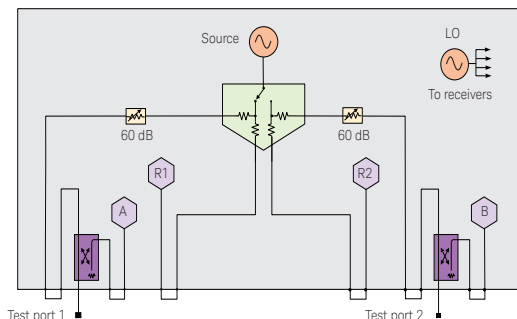 Source
LO
To receivers
60 dB
60 dB
R1
R2
A
B
Test port 1
Test port 2